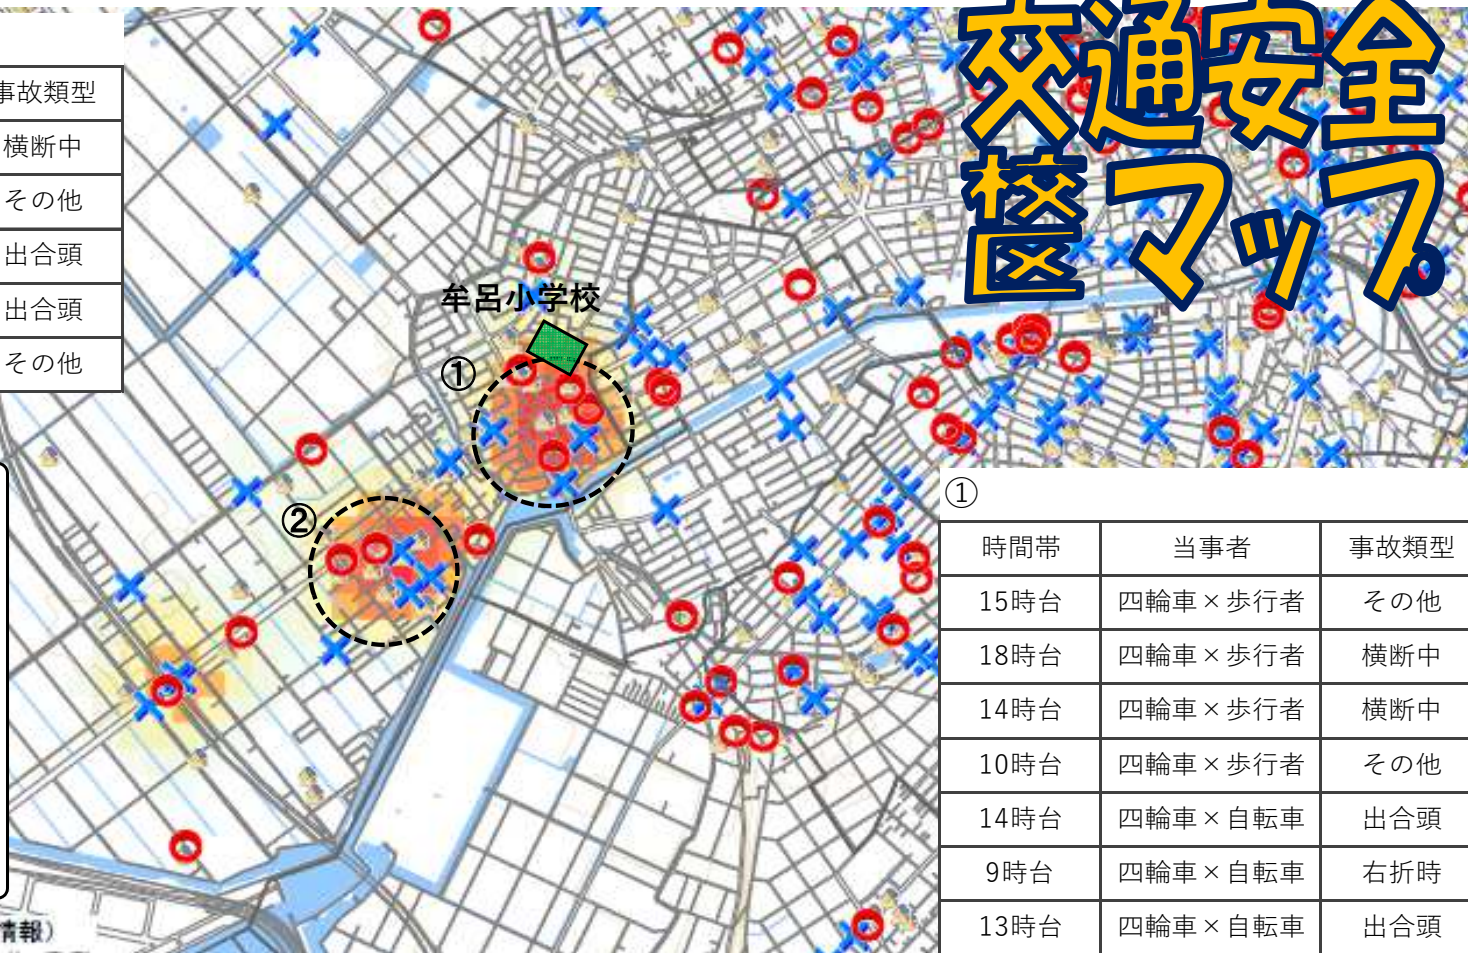 交通安全
校区マップ
事故類型
横断中
その他
出合頭
出合頭
その他
牟呂小学校
①
②
情報）
①
時間帯 当事者 事故類型
15時台 四輪車×歩行者 その他
18時台 四輪車×歩行者 横断中
14時台 四輪車×歩行者 横断中
10時台 四輪車×歩行者 その他
14時台 四輪車×自転車 出合頭
9時台 四輪車×自転車 右折時
13時台 四輪車×自転車 出合頭